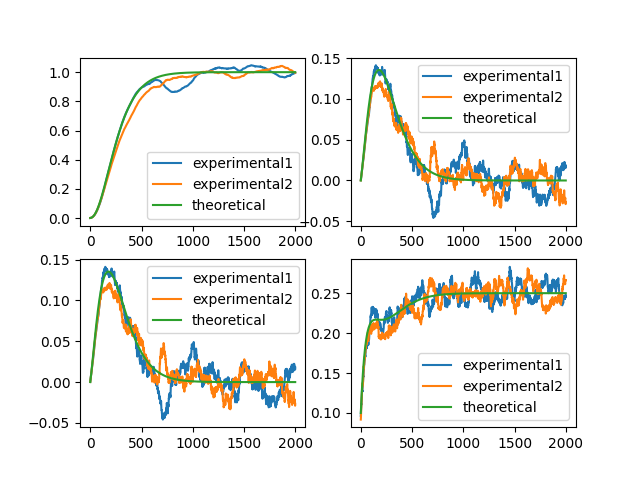 1.0
0.8
0.6
0.4
0.2
0.0
0 500 1000 1500 2000
experimental1
experimental2
theoretical
0.15
0.10
0.05
0.00
−0.05
0 500 1000 1500 2000
experimental1
experimental2
theoretical
0.15
0.10
0.05
0.00
−0.05
0 500 1000 1500 2000
experimental1
experimental2
theoretical
0.25
0.20
0.15
0.10
0 500 1000 1500 2000
experimental1
experimental2
theoretical